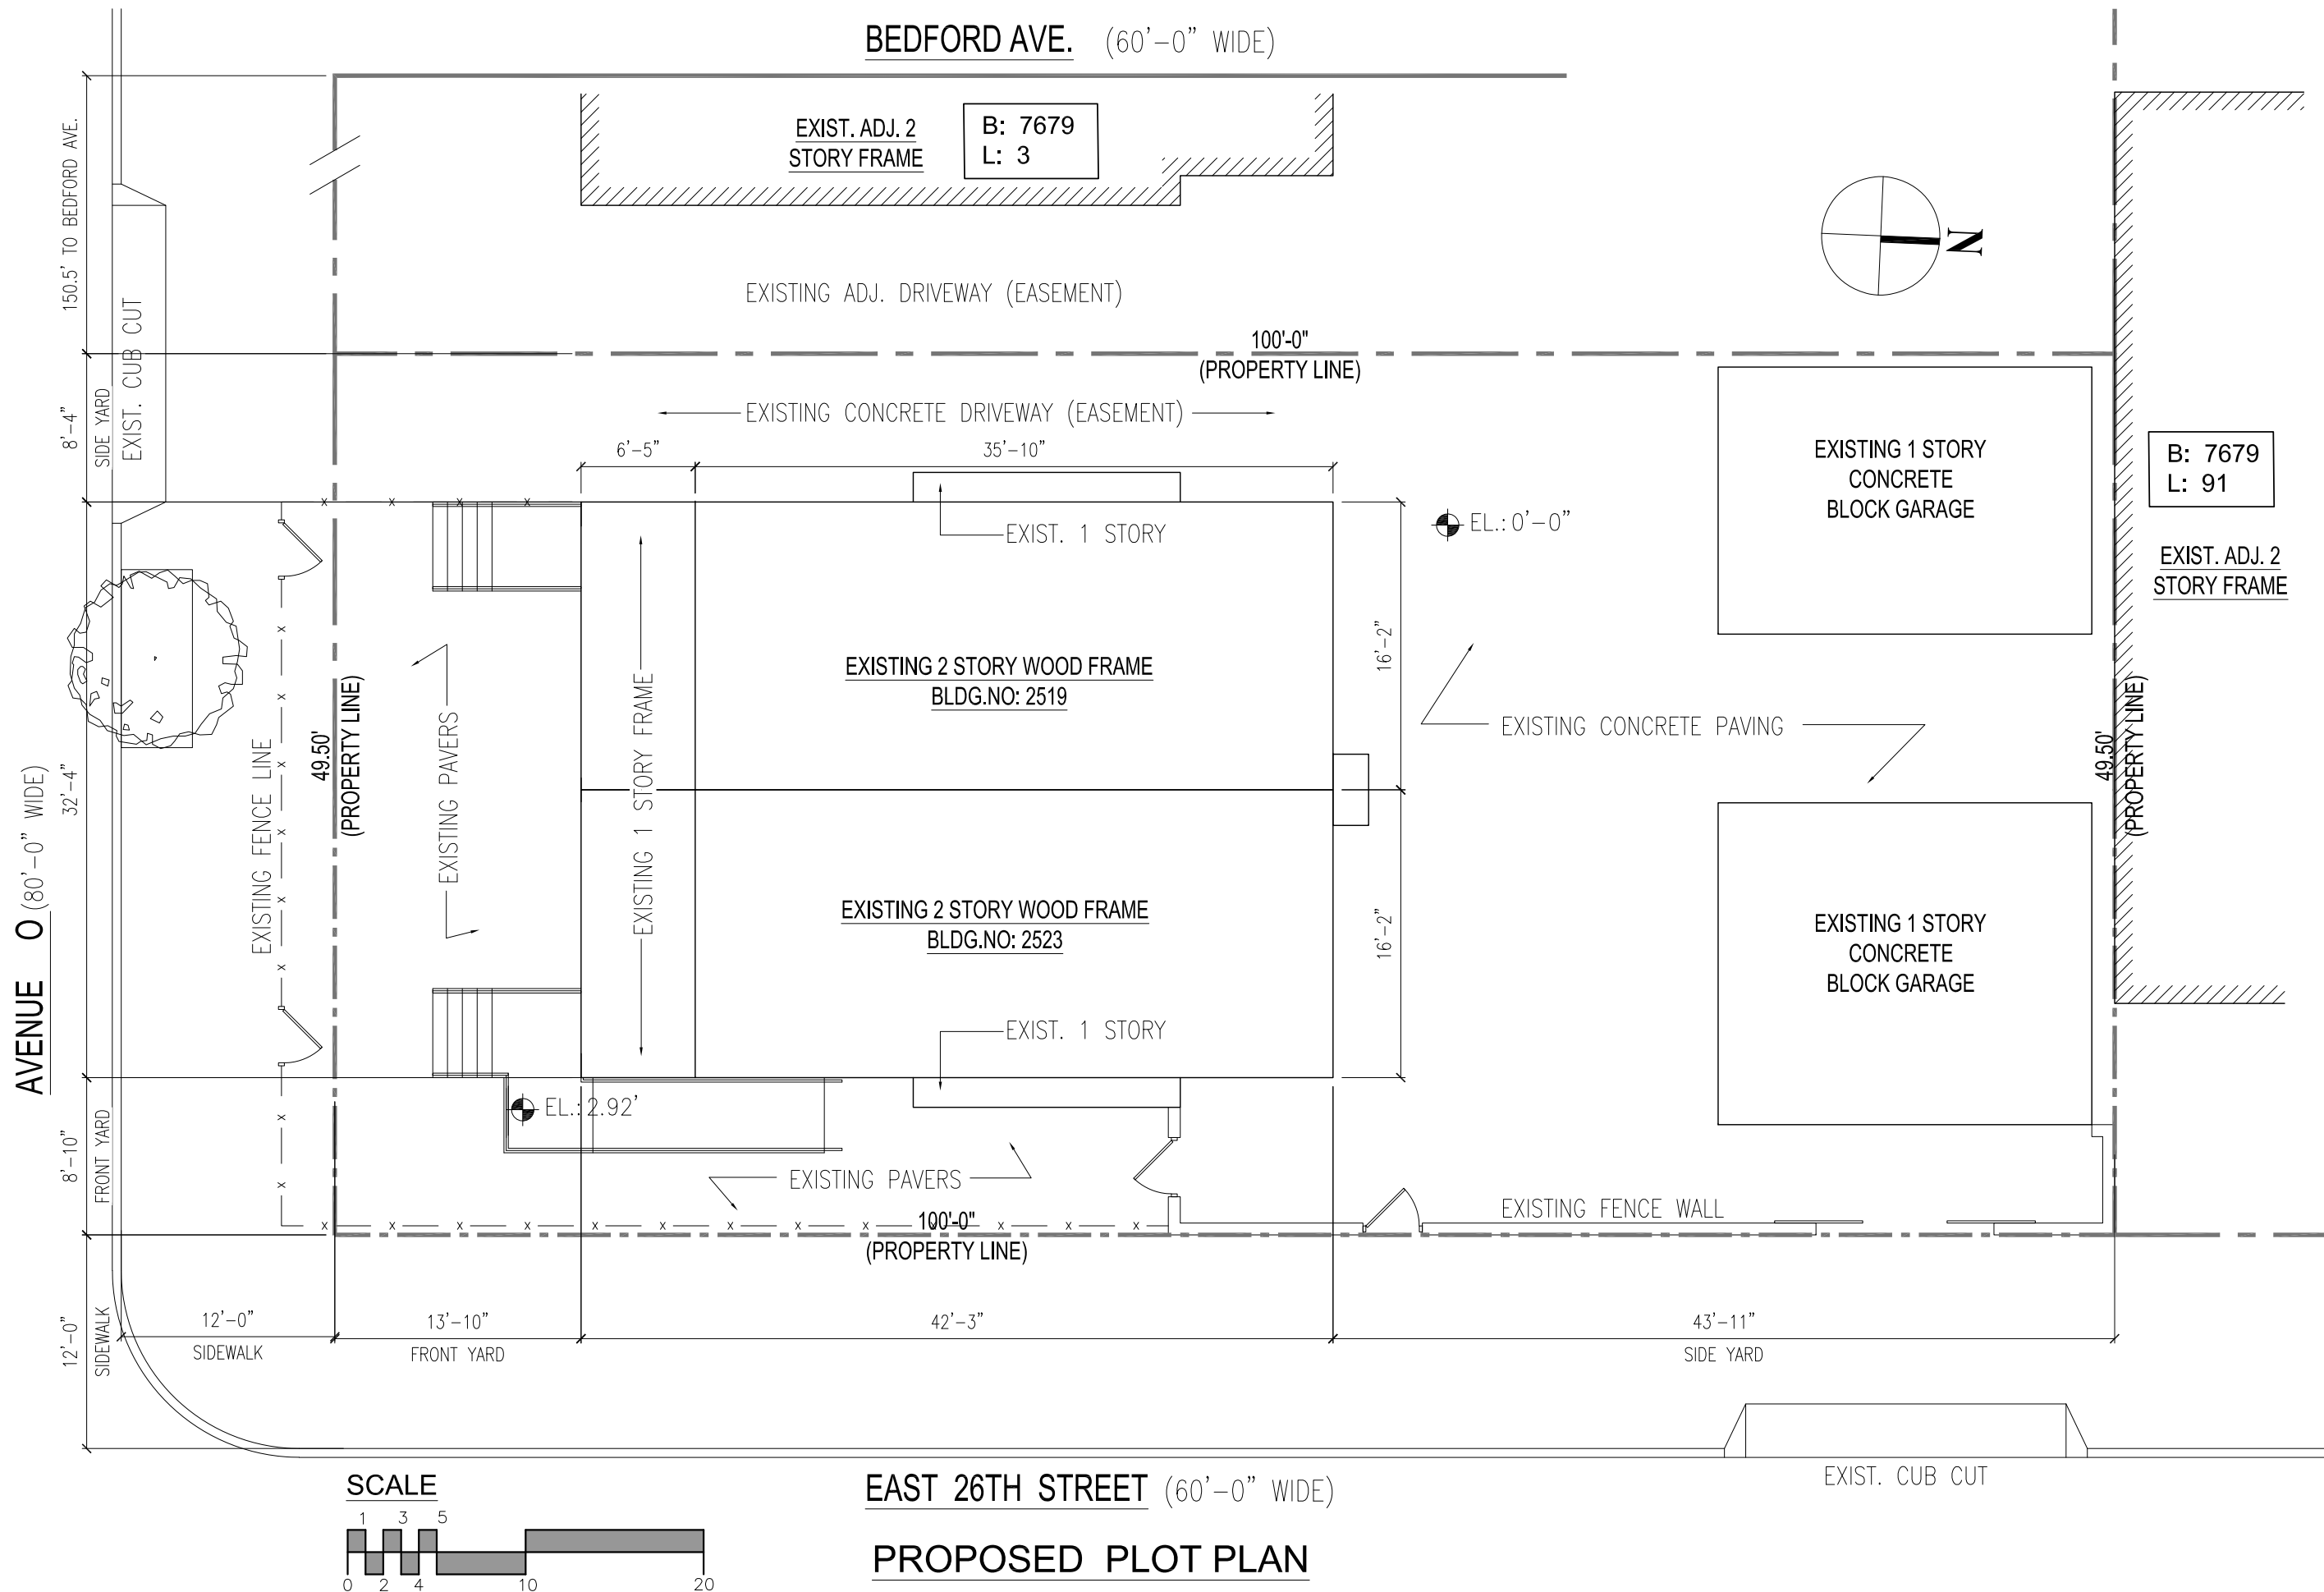 BEDFORD AVE. (60'-0" WIDE)
150.5' TO BEDFORD AVE.
EXIST. ADJ. 2
STORY FRAME
B: 7679
L: 3
N
EXISTING ADJ. DRIVEWAY (EASEMENT)
100'-0"
(PROPERTY LINE)
EXIST. CUB CUT
8'-4"
SIDE YARD
EXISTING CONCRETE DRIVEWAY (EASEMENT)
6'-5"
35'-10"
EXISTING 1 STORY
CONCRETE
BLOCK GARAGE
B: 7679
L: 91
EXIST. ADJ. 2
STORY FRAME
EXIST. 1 STORY
EL.: 0'-0"
EXISTING 2 STORY WOOD FRAME
BLDG.NO: 2519
16'-2"
EXISTING CONCRETE PAVING
49.50'
(PROPERTY LINE)
EXISTING FENCE LINE
49.50'
(PROPERTY LINE)
EXISTING PAVERS
EXISTING 1 STORY FRAME
AVENUE O (80'-0" WIDE)
32'-4"
EXISTING 2 STORY WOOD FRAME
BLDG.NO: 2523
16'-2"
EXISTING 1 STORY
CONCRETE
BLOCK GARAGE
EXIST. 1 STORY
EL.: 2.92'
8'-10"
FRONT YARD
EXISTING PAVERS
EXISTING FENCE WALL
100'-0"
(PROPERTY LINE)
12'-0"
SIDEWALK
12'-0"
SIDEWALK
13'-10"
FRONT YARD
42'-3"
43'-11"
SIDE YARD
EXIST. CUB CUT
EAST 26TH STREET (60'-0" WIDE)
SCALE
1 3 5
0 2 4 10 20
PROPOSED PLOT PLAN